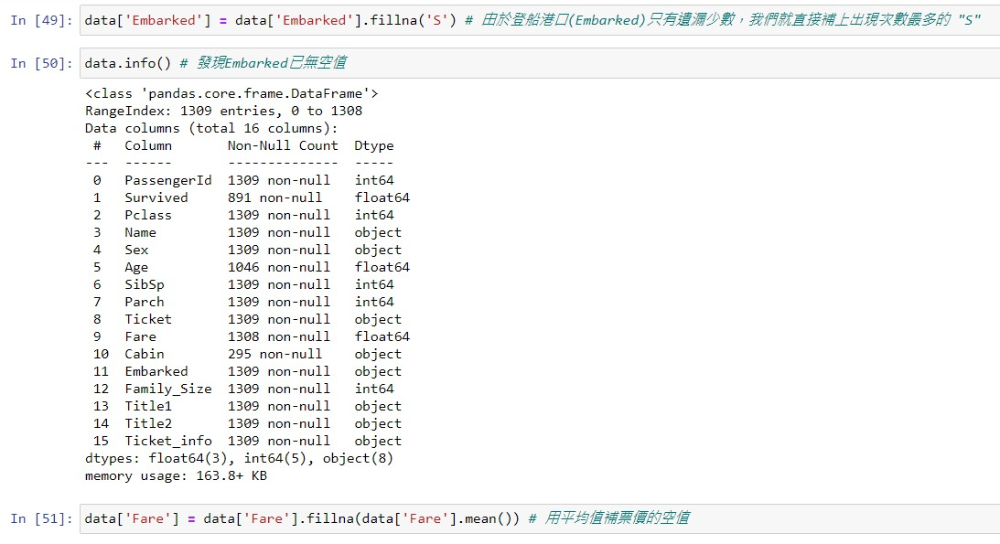 In [49]: data['Embarked'] = data['Embarked'].fillna('S') # 由於登船港口(Embarked)只有遺漏少數，我們就直接補上出現次數最多的 "S"
In [50]: data.info() # 發現Embarked已無空值
<class 'pandas.core.frame.DataFrame'>
RangeIndex: 1309 entries, 0 to 1308
Data columns (total 16 columns):
 #   Column       Non-Null Count  Dtype
---  ------       --------------  -----
 0   PassengerId  1309 non-null   int64
 1   Survived     891 non-null    float64
 2   Pclass       1309 non-null   int64
 3   Name         1309 non-null   object
 4   Sex          1309 non-null   object
 5   Age          1046 non-null   float64
 6   SibSp        1309 non-null   int64
 7   Parch        1309 non-null   int64
 8   Ticket       1309 non-null   object
 9   Fare         1308 non-null   float64
 10  Cabin        295 non-null    object
 11  Embarked     1309 non-null   object
 12  Family_Size  1309 non-null   int64
 13  Title1       1309 non-null   object
 14  Title2       1309 non-null   object
 15  Ticket_info  1309 non-null   object
dtypes: float64(3), int64(5), object(8)
memory usage: 163.8+ KB
In [51]: data['Fare'] = data['Fare'].fillna(data['Fare'].mean()) # 用平均值補票價的空值